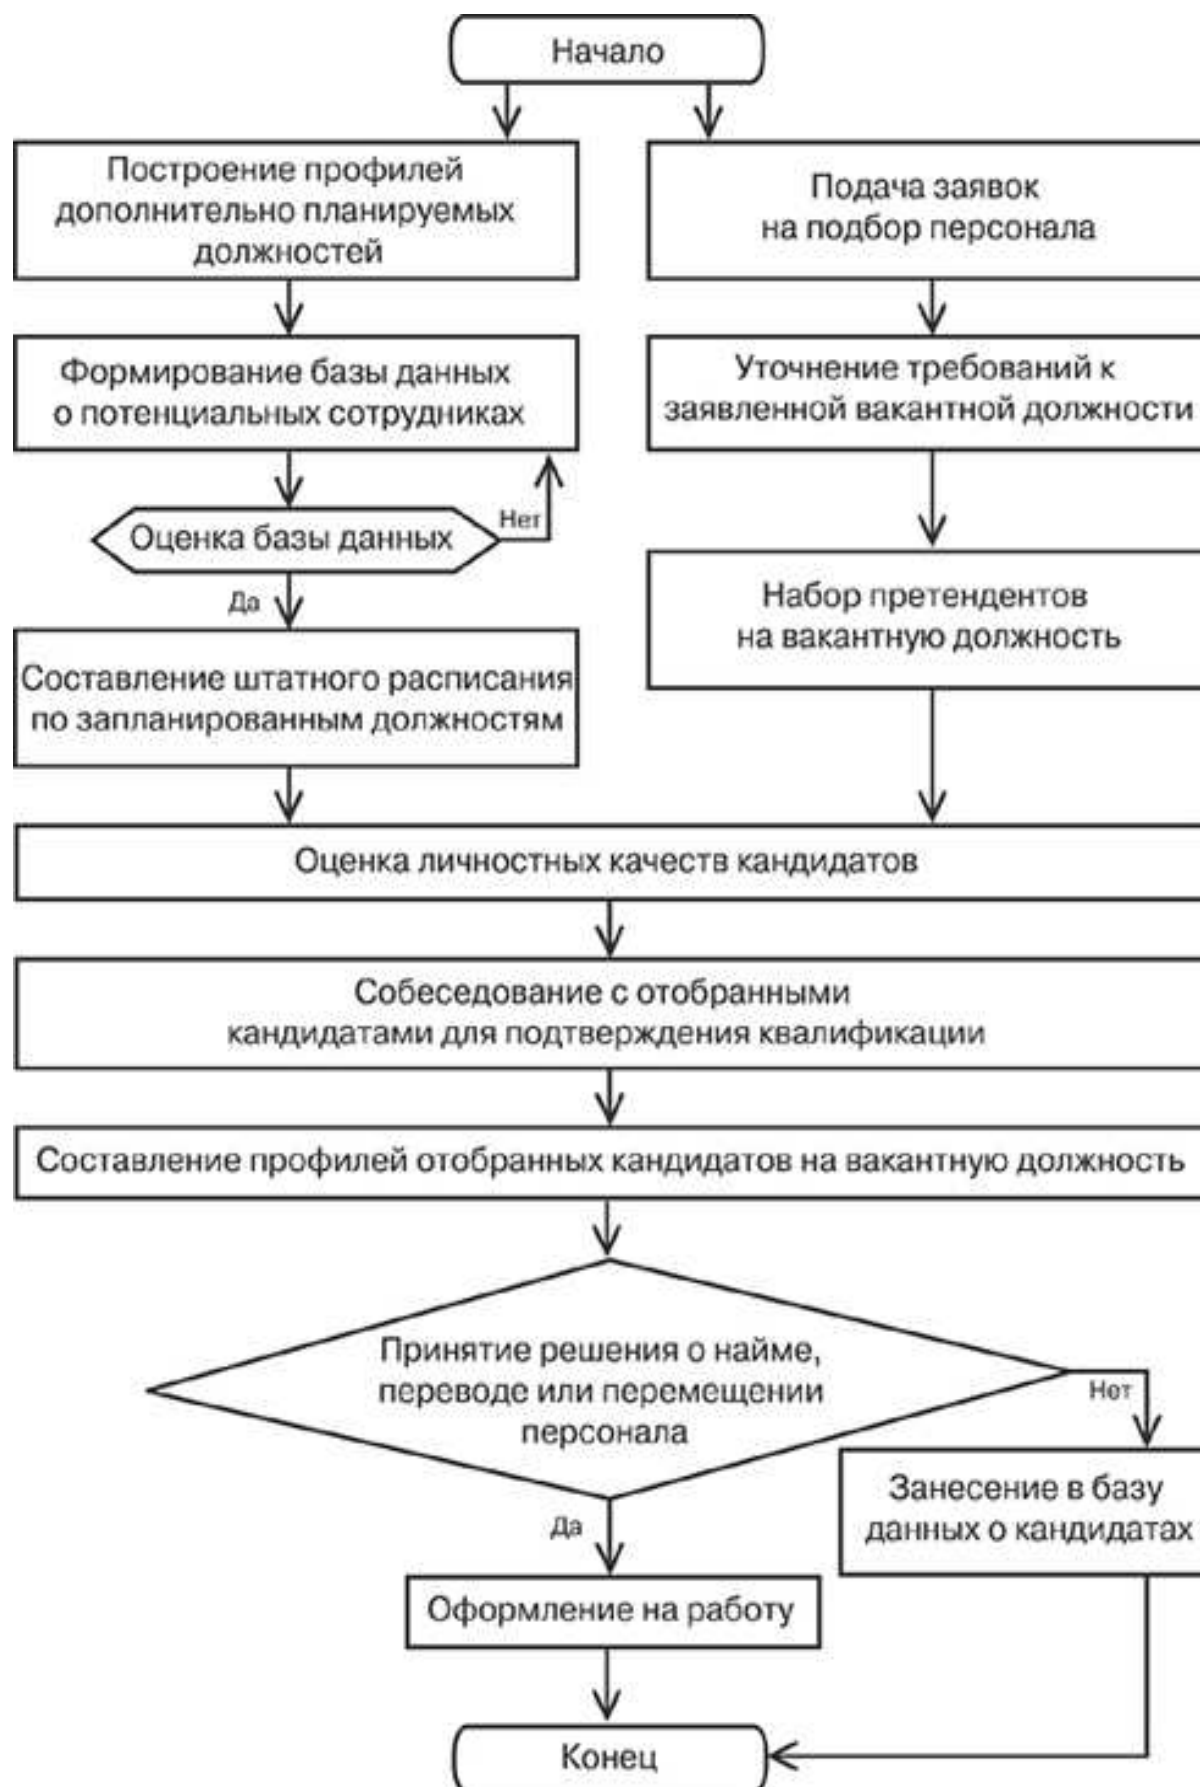 Начало
Построение профилей
дополнительно планируемых
должностей
Подача заявок
на подбор персонала
Формирование базы данных
о потенциальных сотрудниках
Уточнение требований к
заявленной вакантной должности
Оценка базы данных
Нет
Да
Набор претендентов
на вакантную должность
Составление штатного расписания
по запланированным должностям
Оценка личностных качеств кандидатов
Собеседование с отобранными
кандидатами для подтверждения квалификации
Составление профилей отобранных кандидатов на вакантную должность
Принятие решения о найме,
переводе или перемещении
персонала
Нет
Занесение в базу
данных о кандидатах
Да
Оформление на работу
Конец